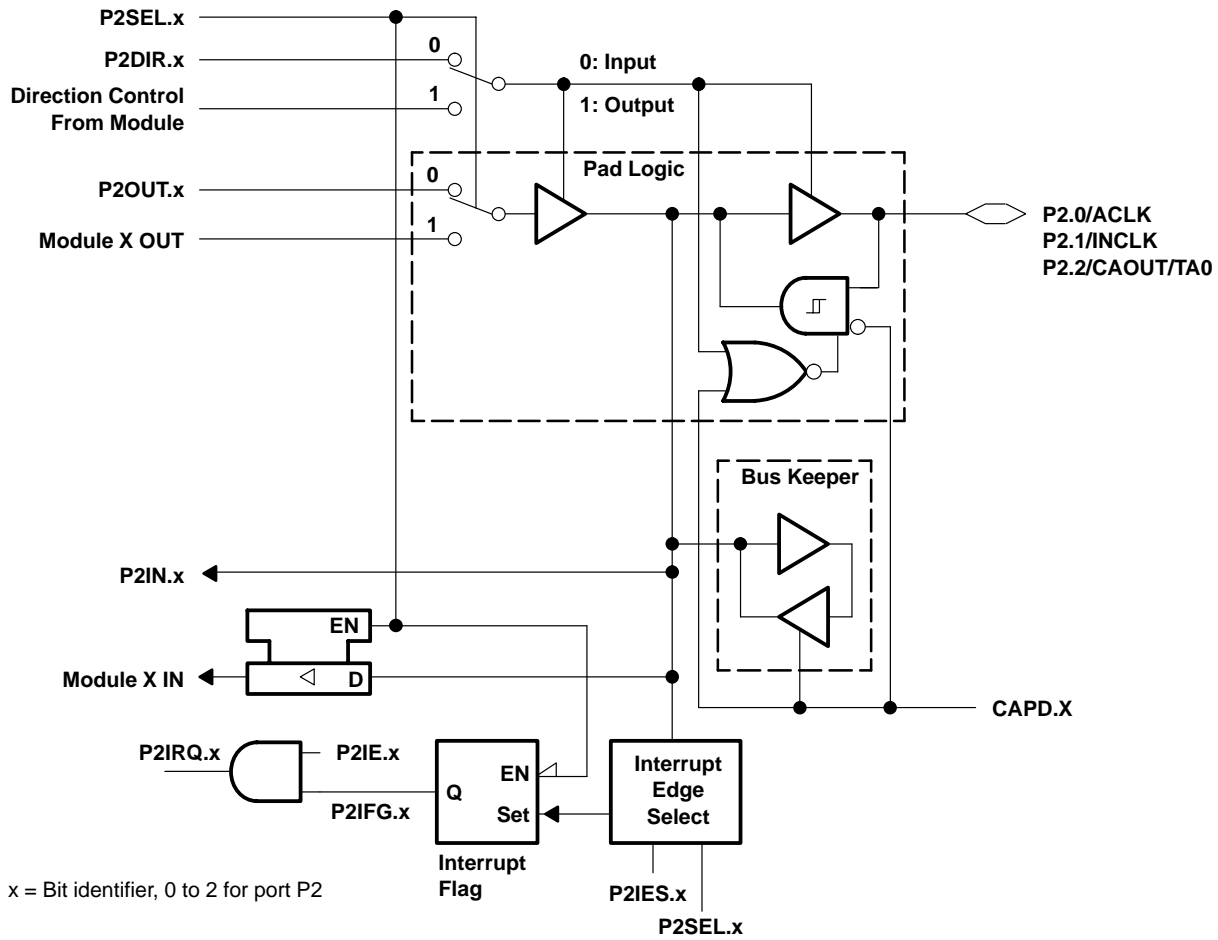 P2SEL.x
P2DIR.x
0
0: Input
Direction Control
From Module
1
1: Output
Pad Logic
P2OUT.x
0
Module X OUT
1
P2.0/ACLK
P2.1/INCLK
P2.2/CAOUT/TA0
Bus Keeper
P2IN.x
EN
Module X IN
D
CAPD.X
P2IRQ.x
P2IE.x
P2IFG.x
EN
Q
Set
Interrupt
Flag
Interrupt
Edge
Select
P2IES.x
P2SEL.x
x = Bit identifier, 0 to 2 for port P2